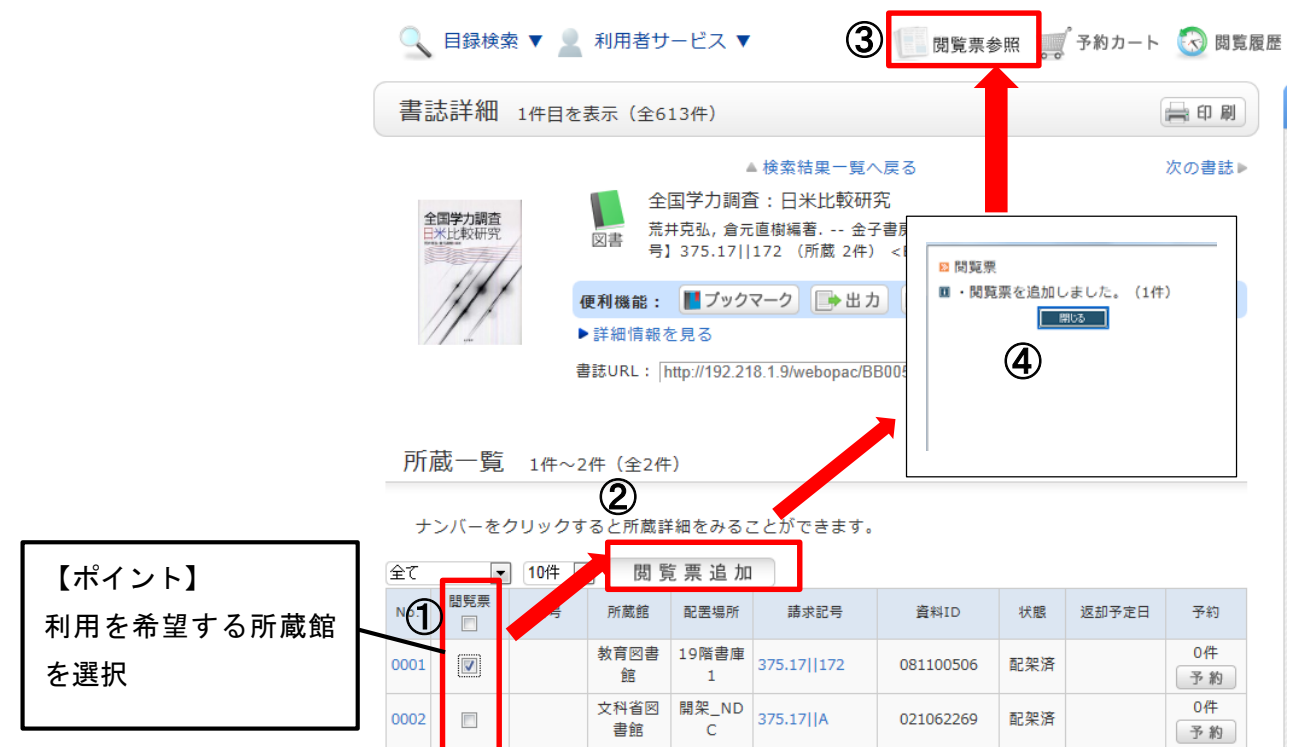 目録検索 ▼ 利用者サービス ▼ ③ 閲覧票参照 予約カート 閲覧履歴
書誌詳細 1件目を表示（全613件） 印刷
▲検索結果一覧へ戻る 次の書誌▶
全国学力調査
日米比較研究
図書
全国学力調査：日米比較研究
荒井克弘, 倉元直樹編著. -- 金子書房
号】375.17||172 （所蔵 2件） <
便利機能： ブックマーク 出力
▶詳細情報を見る
書誌URL： http://192.218.1.9/webopac/BB005
閲覧票
・閲覧票を追加しました。（1件）
閉じる
④
所蔵一覧 1件～2件（全2件）
②
ナンバーをクリックすると所蔵詳細をみることができます。
全て 10件 閲覧票追加
【ポイント】
利用を希望する所蔵館
を選択
①
No. 閲覧票 号 所蔵館 配置場所 請求記号 資料ID 状態 返却予定日 予約
0001 教育図書館 19階書庫1 375.17||172 081100506 配架済 0件 予約
0002 文科省図書館 開架_NDC 375.17||A 021062269 配架済 0件 予約